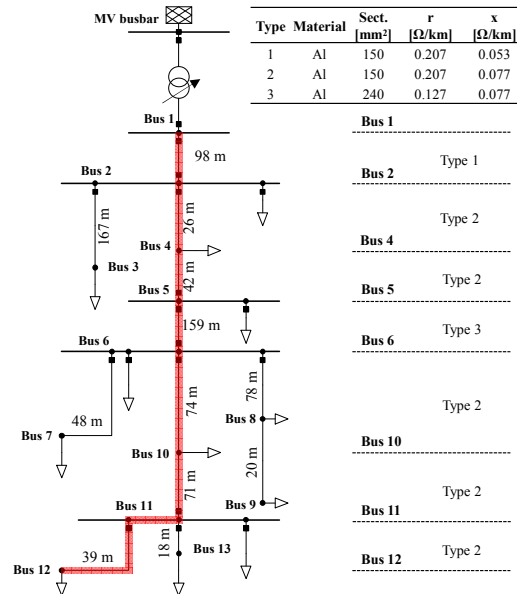 MV busbar
Type Material Sect. [mm²] r [Ω/km] x [Ω/km]
1 Al 150 0.207 0.053
2 Al 150 0.207 0.077
3 Al 240 0.127 0.077
Bus 1
Bus 1
98 m
Type 1
Bus 2
Bus 2
167 m
26 m
Type 2
Bus 4
Bus 4
Bus 3
42 m
Type 2
Bus 5
Bus 5
159 m
Type 3
Bus 6
Bus 6
74 m
78 m
48 m
Bus 8
Type 2
Bus 7
Bus 10
Bus 10
20 m
71 m
Bus 9
Type 2
Bus 11
Bus 11
18 m
Bus 13
39 m
Type 2
Bus 12
Bus 12